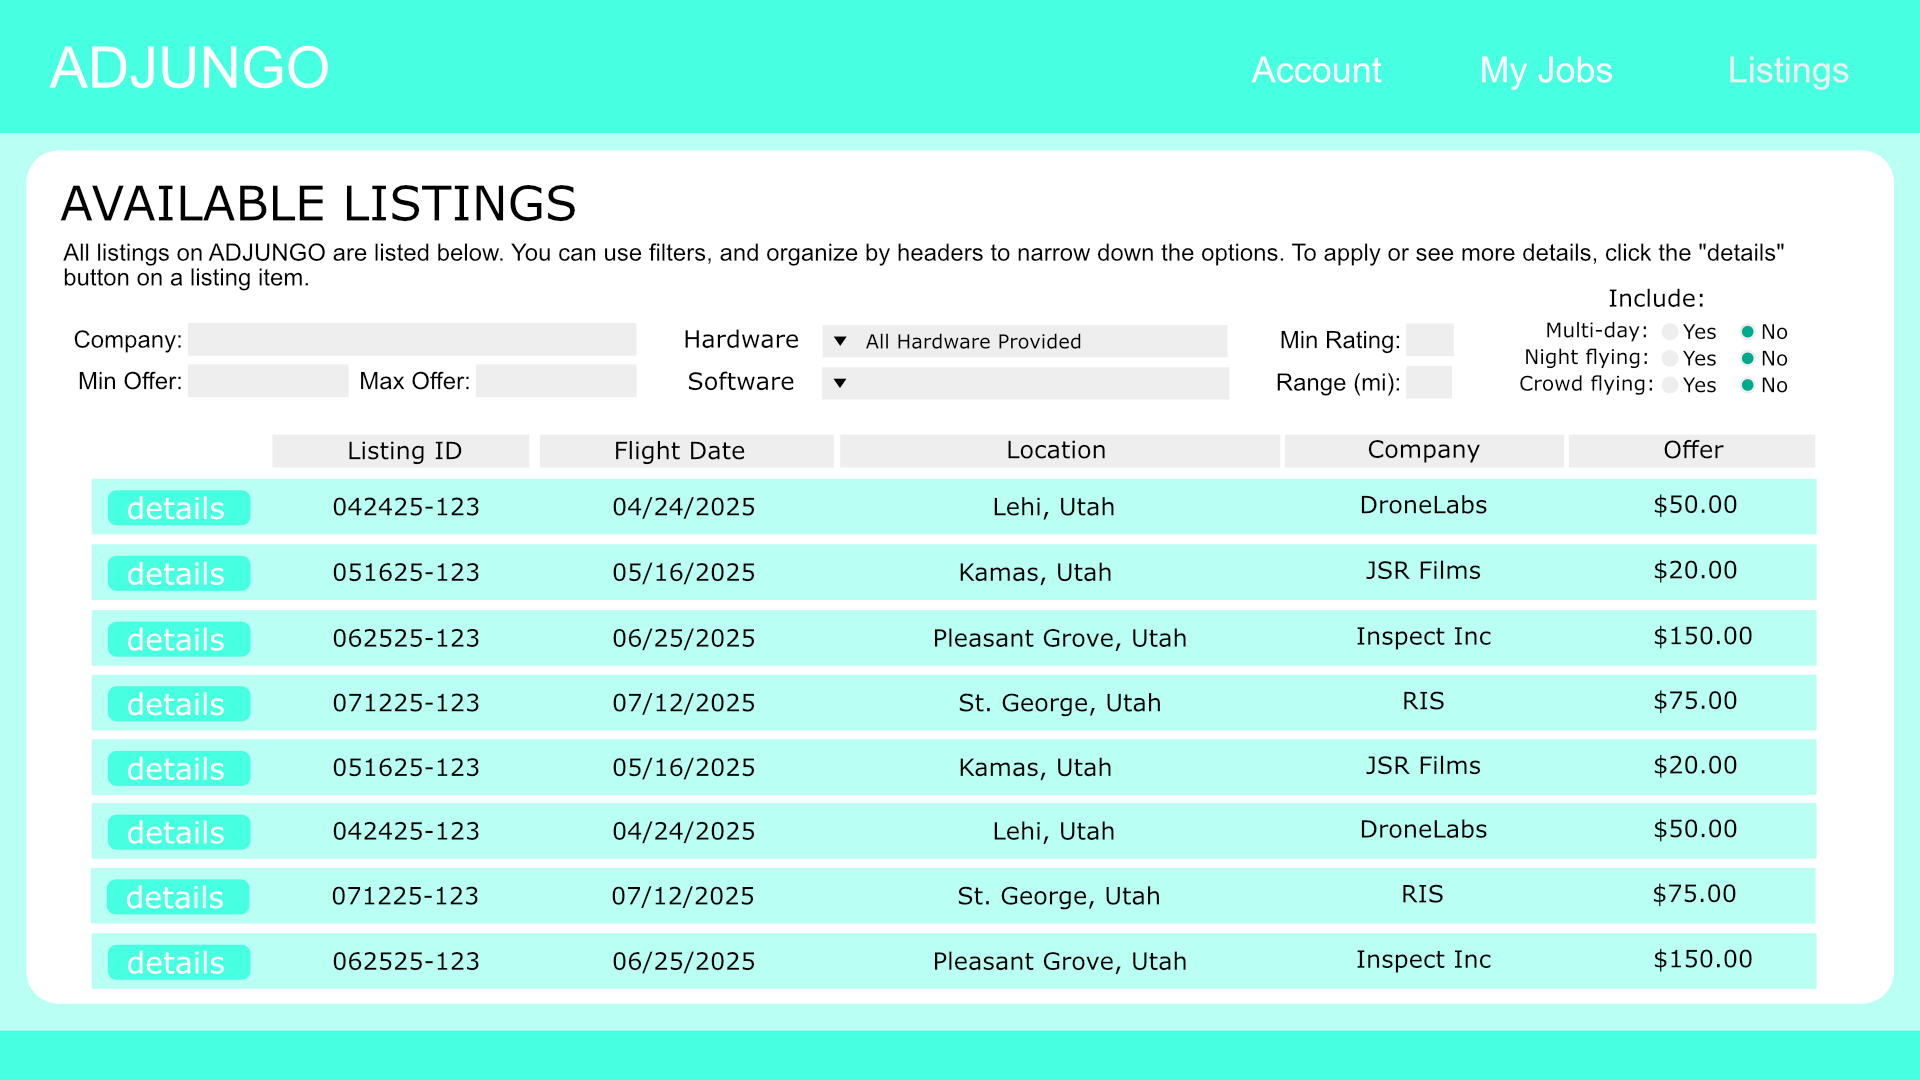 ADJUNGO
Account My Jobs Listings
AVAILABLE LISTINGS
All listings on ADJUNGO are listed below. You can use filters, and organize by headers to narrow down the options. To apply or see more details, click the "details"
button on a listing item.
Include:
Company: Hardware All Hardware Provided Min Rating: Multi-day: Yes No
Night flying: Yes No
Min Offer: Max Offer: Software Range (mi): Crowd flying: Yes No
Listing ID Flight Date Location Company Offer
details 042425-123 04/24/2025 Lehi, Utah DroneLabs $50.00
details 051625-123 05/16/2025 Kamas, Utah JSR Films $20.00
details 062525-123 06/25/2025 Pleasant Grove, Utah Inspect Inc $150.00
details 071225-123 07/12/2025 St. George, Utah RIS $75.00
details 051625-123 05/16/2025 Kamas, Utah JSR Films $20.00
details 042425-123 04/24/2025 Lehi, Utah DroneLabs $50.00
details 071225-123 07/12/2025 St. George, Utah RIS $75.00
details 062525-123 06/25/2025 Pleasant Grove, Utah Inspect Inc $150.00